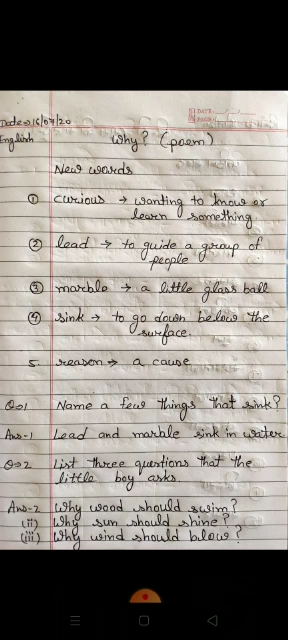 Date→16/07/20
DATE:
English
Why? (poem)
New words
① curious → wanting to know or
learn something
② lead → to guide a group of
people
③ marble → a little glass ball
④ sink → to go down below the
surface.
5. reason→ a cause
Q→1 Name a few things that sink?
Ans-1 Lead and marble sink in water
Q→2 List three questions that the
little boy asks.
Ans-2 Why wood should swim?
(ii) Why sun should shine?
(iii) Why wind should blow?